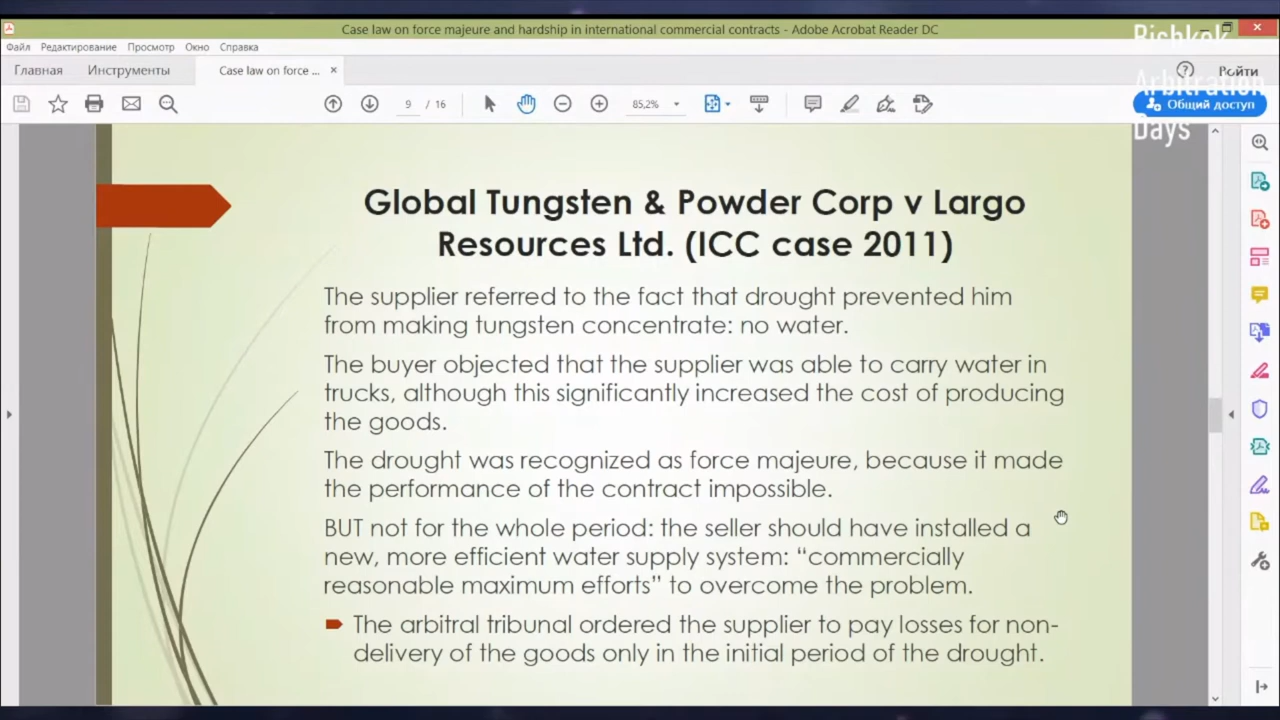 Case law on force majeure and hardship in international commercial contracts - Adobe Acrobat Reader DC
Файл Редактирование Просмотр Окно Справка
Bishkek
Arbitration
Days
Главная Инструменты Case law on force ... × Войти
9 / 16 85,2% Общий доступ
Global Tungsten & Powder Corp v Largo
Resources Ltd. (ICC case 2011)
The supplier referred to the fact that drought prevented him
from making tungsten concentrate: no water.
The buyer objected that the supplier was able to carry water in
trucks, although this significantly increased the cost of producing
the goods.
The drought was recognized as force majeure, because it made
the performance of the contract impossible.
BUT not for the whole period: the seller should have installed a
new, more efficient water supply system: “commercially
reasonable maximum efforts” to overcome the problem.
The arbitral tribunal ordered the supplier to pay losses for non-
delivery of the goods only in the initial period of the drought.